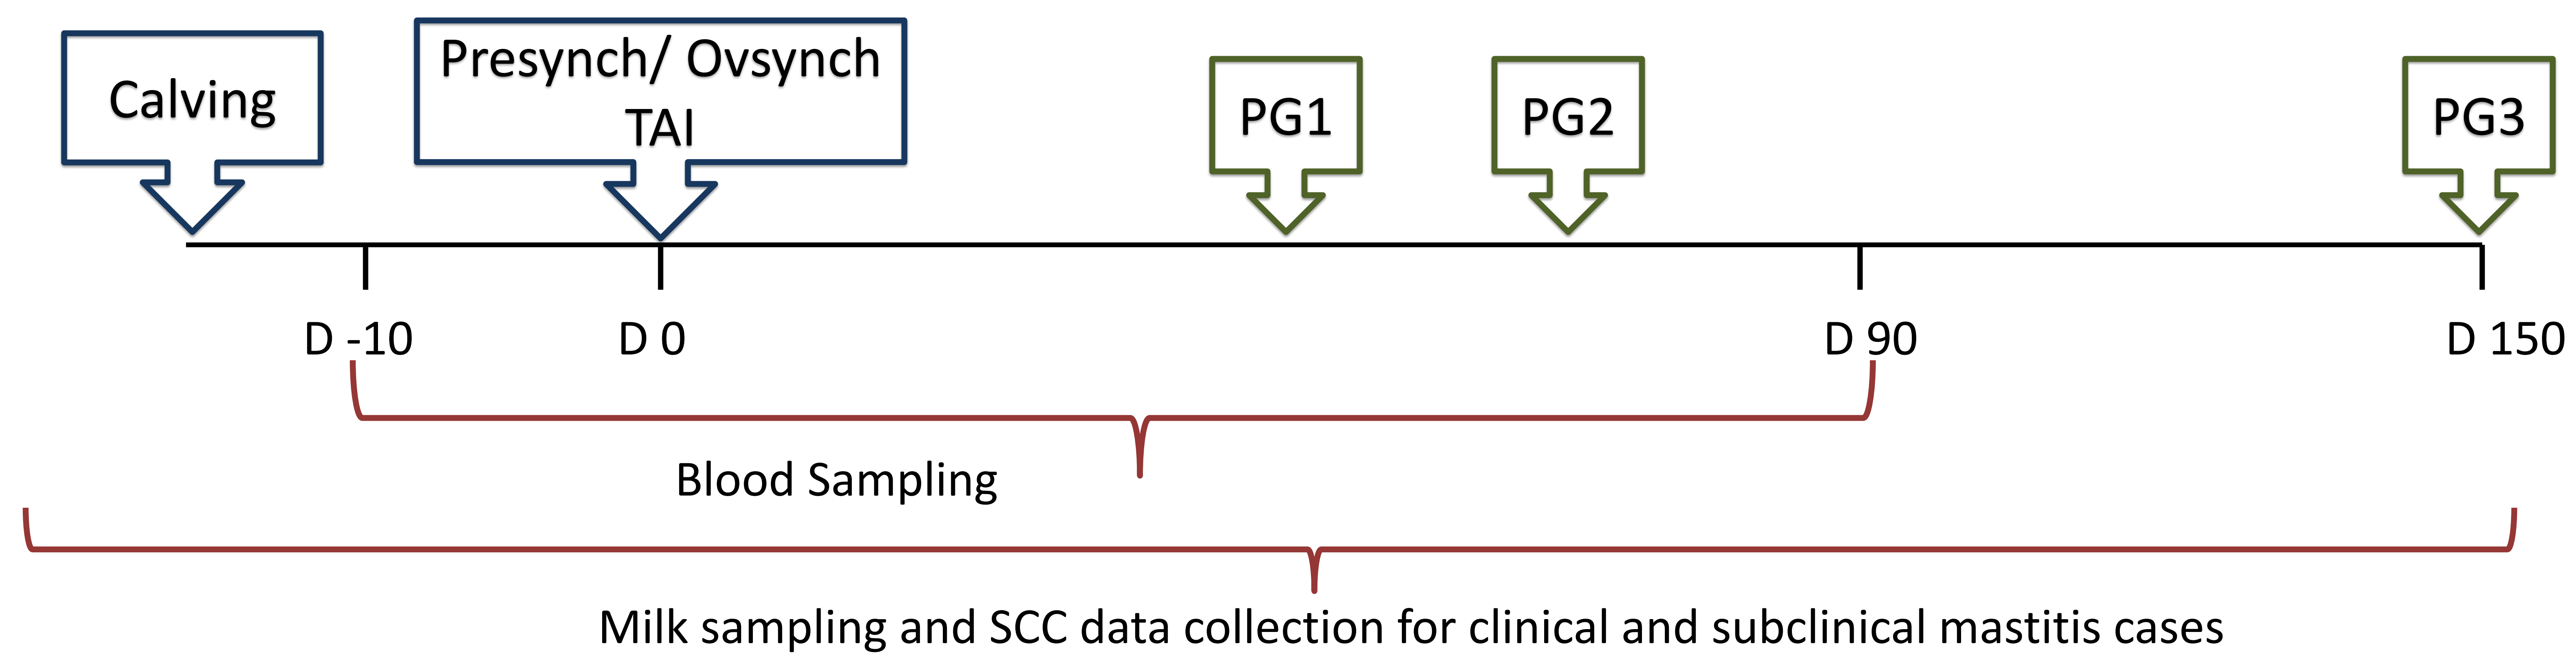 Calving
Presynch/ Ovsynch
TAI
PG1
PG2
PG3
D -10
D 0
D 90
D 150
Blood Sampling
Milk sampling and SCC data collection for clinical and subclinical mastitis cases